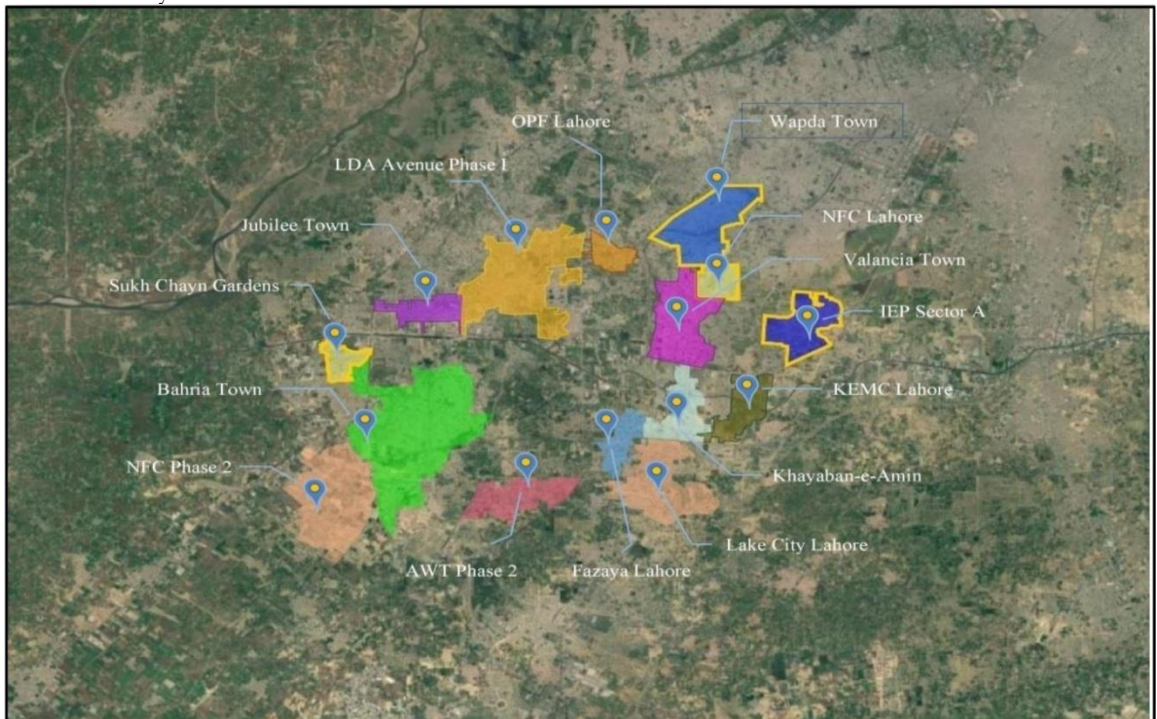 OPF Lahore
Wapda Town
LDA Avenue Phase I
NFC Lahore
Jubilee Town
Valancia Town
Sukh Chayn Gardens
IEP Sector A
Bahria Town
KEMC Lahore
NFC Phase 2
Khayaban-e-Amin
Lake City Lahore
AWT Phase 2
Fazaya Lahore